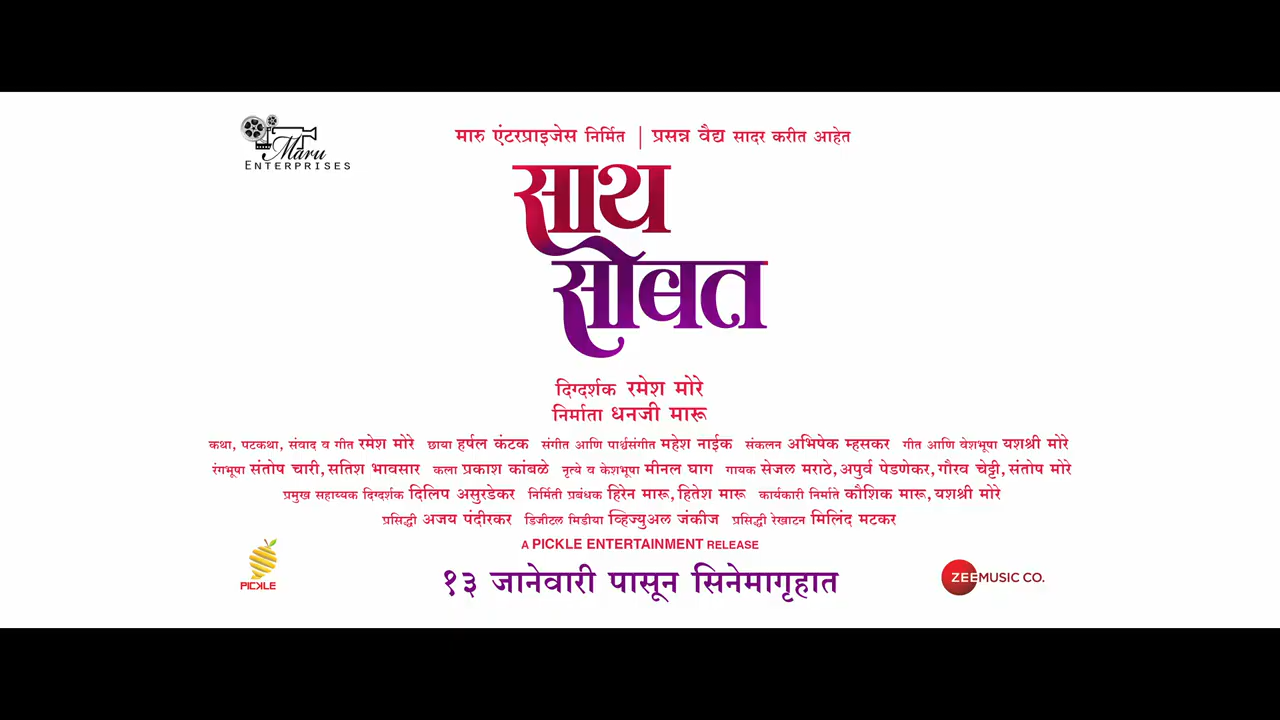 Maru
ENTERPRISES
मारु एंटरप्राइजेस निर्मित | प्रसन्न वैद्य सादर करीत आहेत
साथ
सोबत
दिग्दर्शक रमेश मोरे
निर्माता धनजी मारू
कथा, पटकथा, संवाद व गीत रमेश मोरे छाया हर्षल कंटक संगीत आणि पार्श्वसंगीत महेश नाईक संकलन अभिषेक म्हसकर गीत आणि वेशभूषा यशश्री मोरे
रंगभूषा संतोष चारी, सतिश भावसार कला प्रकाश कांबळे नृत्ये व केशभूषा मीनल घाग गायक सेजल मराठे, अपुर्व पेडणेकर, गौरव चेट्टी, संतोष मोरे
प्रमुख सहाय्यक दिग्दर्शक दिलिप असुरडेकर निर्मिती प्रबंधक हिरेन मारू, हितेश मारू कार्यकारी निर्माते कौशिक मारू, यशश्री मोरे
प्रसिद्धी अजय पंदीरकर डिजीटल मिडीया व्हिज्युअल जंकीज प्रसिद्धी रेखाटन मिलिंद मटकर
A PICKLE ENTERTAINMENT RELEASE
PICKLE
१३ जानेवारी पासून सिनेमागृहात
ZEE MUSIC CO.